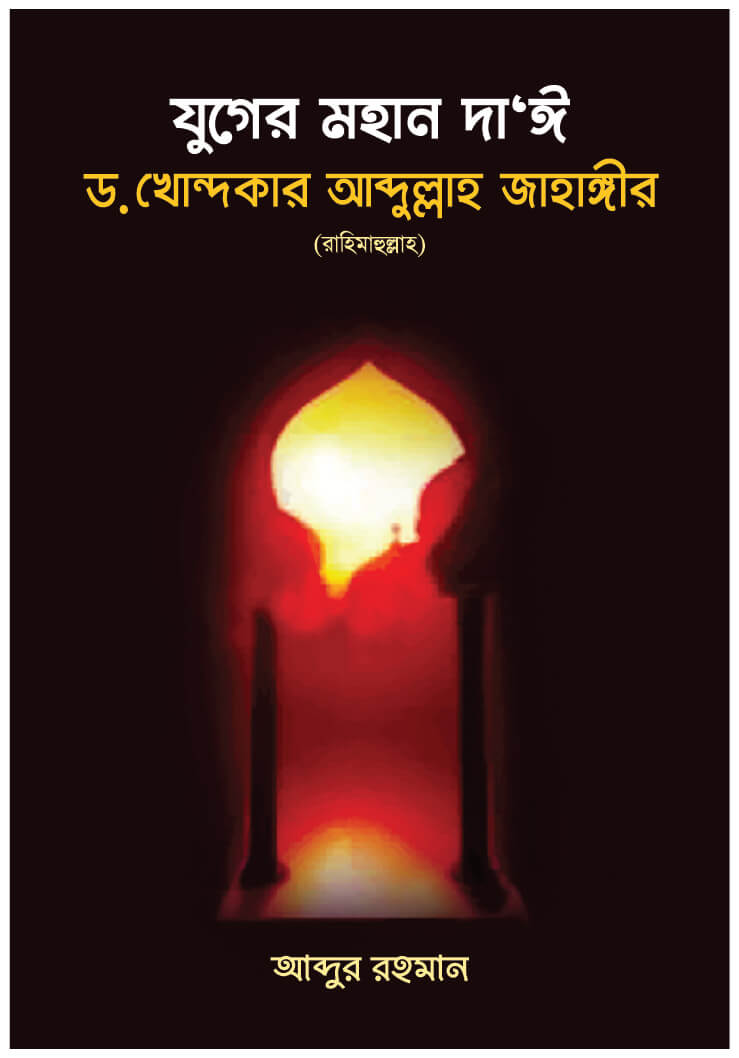 যুগের মহান দা‘ঈ
ড. খোন্দকার আব্দুল্লাহ জাহাঙ্গীর
(রাহিমাহুল্লাহ)
আব্দুর রহমান